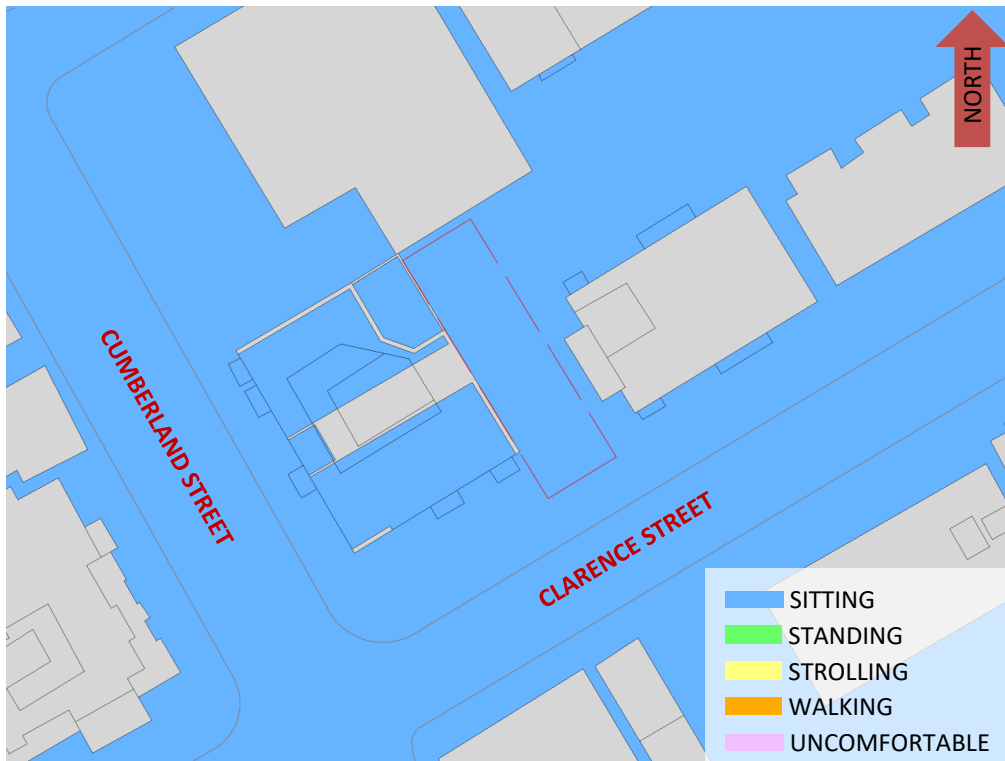 NORTH
CUMBERLAND STREET
CLARENCE STREET
SITTING
STANDING
STROLLING
WALKING
UNCOMFORTABLE